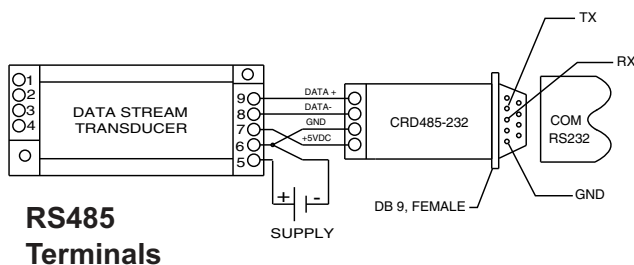 TX
RX
1
2
3
4
DATA STREAM
TRANSDUCER
9
8
7
6
5
DATA +
DATA-
GND
+5VDC
CRD485-232
COM
RS232
GND
DB 9, FEMALE
+
-
SUPPLY
RS485
Terminals